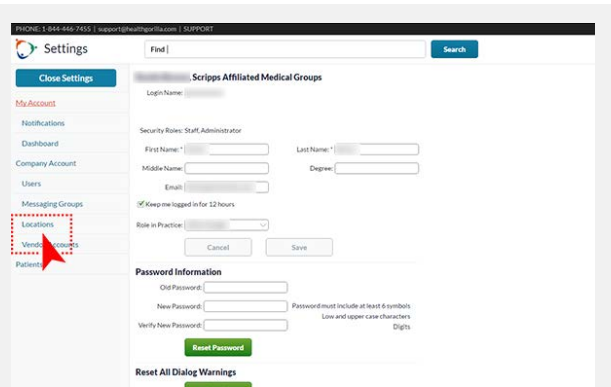 PHONE: 1-844-446-7455 | support@healthgorilla.com | SUPPORT
Settings
Find
Search
Close Settings
, Scripps Affiliated Medical Groups
Login Name:
My Account
Notifications
Security Roles: Staff, Administrator
Dashboard
First Name: *
Last Name: *
Company Account
Middle Name:
Degree:
Users
Email:
Messaging Groups
Keep me logged in for 12 hours
Locations
Role in Practice:
Vendor Accounts
Cancel
Save
Patients
Password Information
Old Password:
New Password:
Password must include at least 6 symbols
Low and upper case characters
Verify New Password:
Digits
Reset Password
Reset All Dialog Warnings